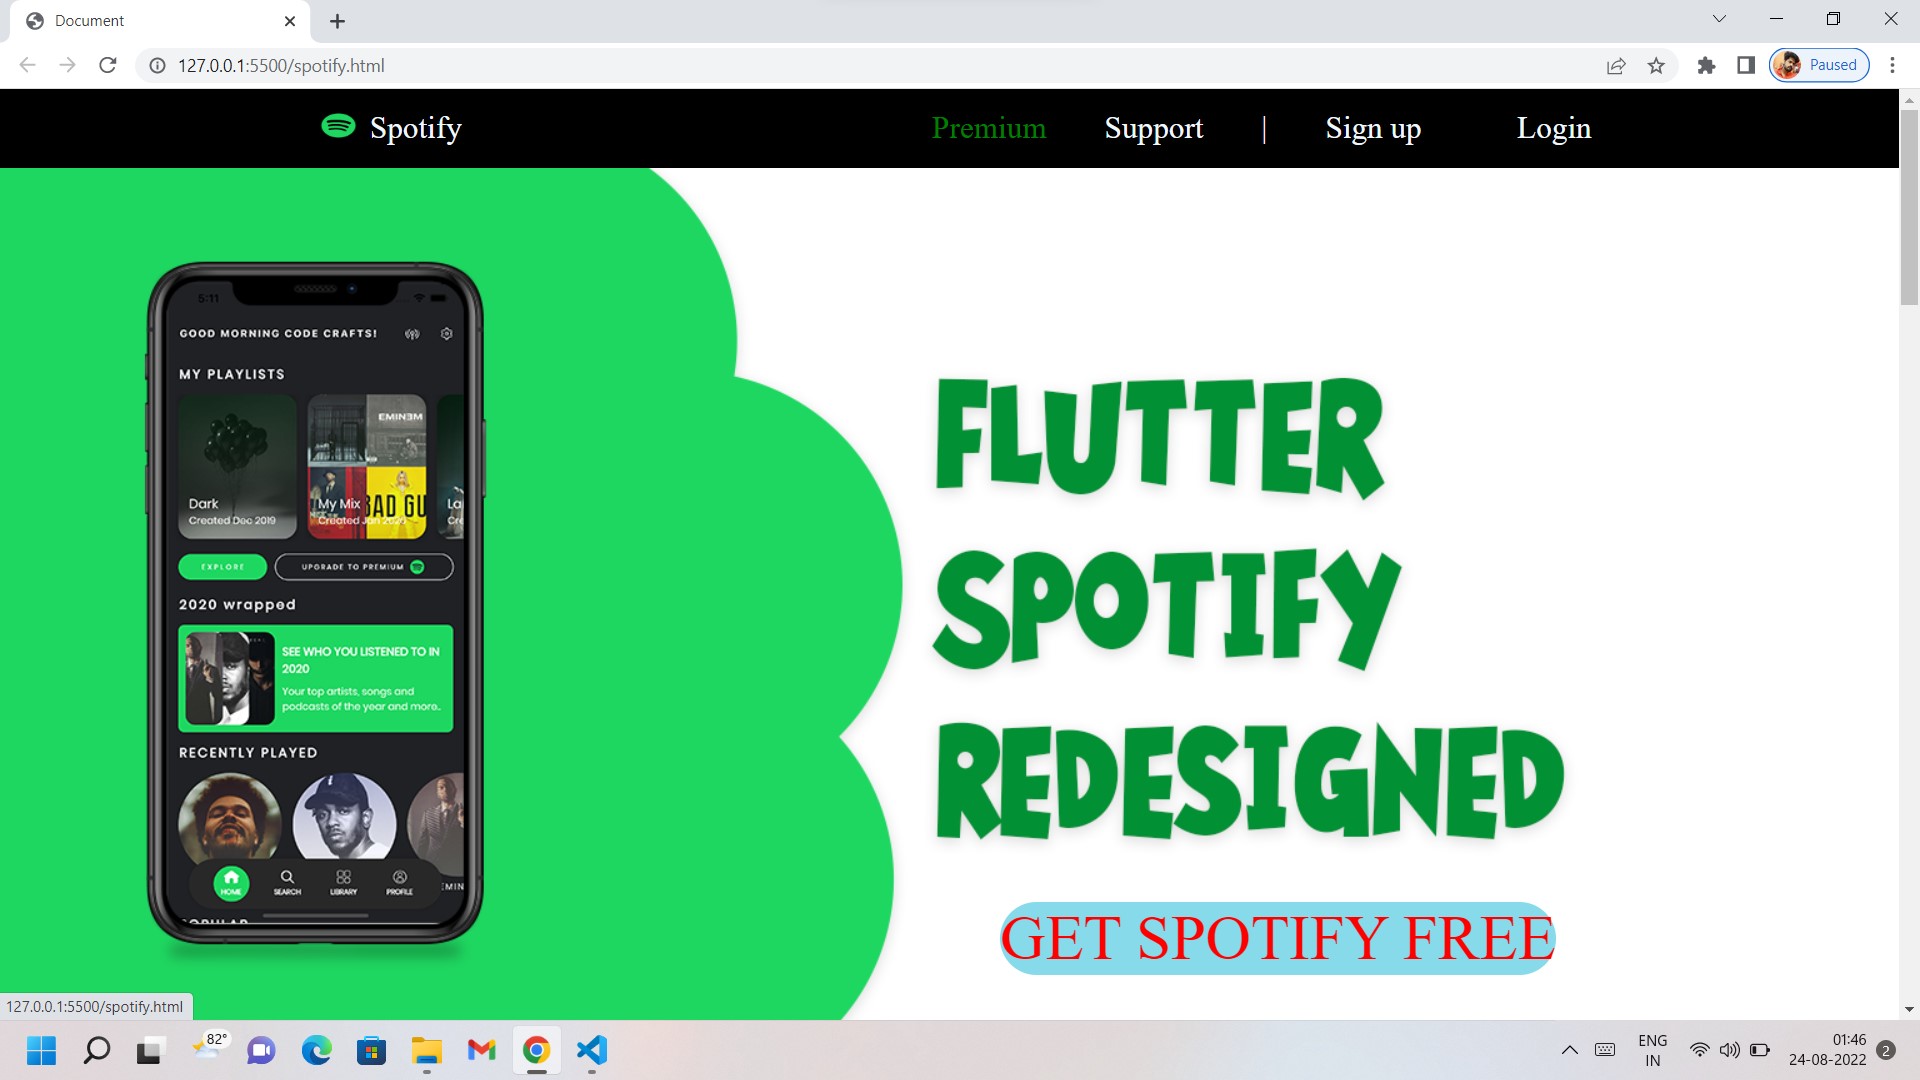 Document
127.0.0.1:5500/spotify.html
Paused
Spotify
Premium
Support
|
Sign up
Login
5:11
GOOD MORNING CODE CRAFTS!
MY PLAYLISTS
EMINEM
BAD GU
Dark
Created Dec 2019
My Mix
Created Jan 2020
La
Cre
EXPLORE
UPGRADE TO PREMIUM
2020 wrapped
SEE WHO YOU LISTENED TO IN
2020
Your top artists, songs and
podcasts of the year and more..
RECENTLY PLAYED
HOME
SEARCH
LIBRARY
PROFILE
EMIN
FLUTTER
SPOTIFY
REDESIGNED
GET SPOTIFY FREE
127.0.0.1:5500/spotify.html
82°
ENG
IN
01:46
24-08-2022
2